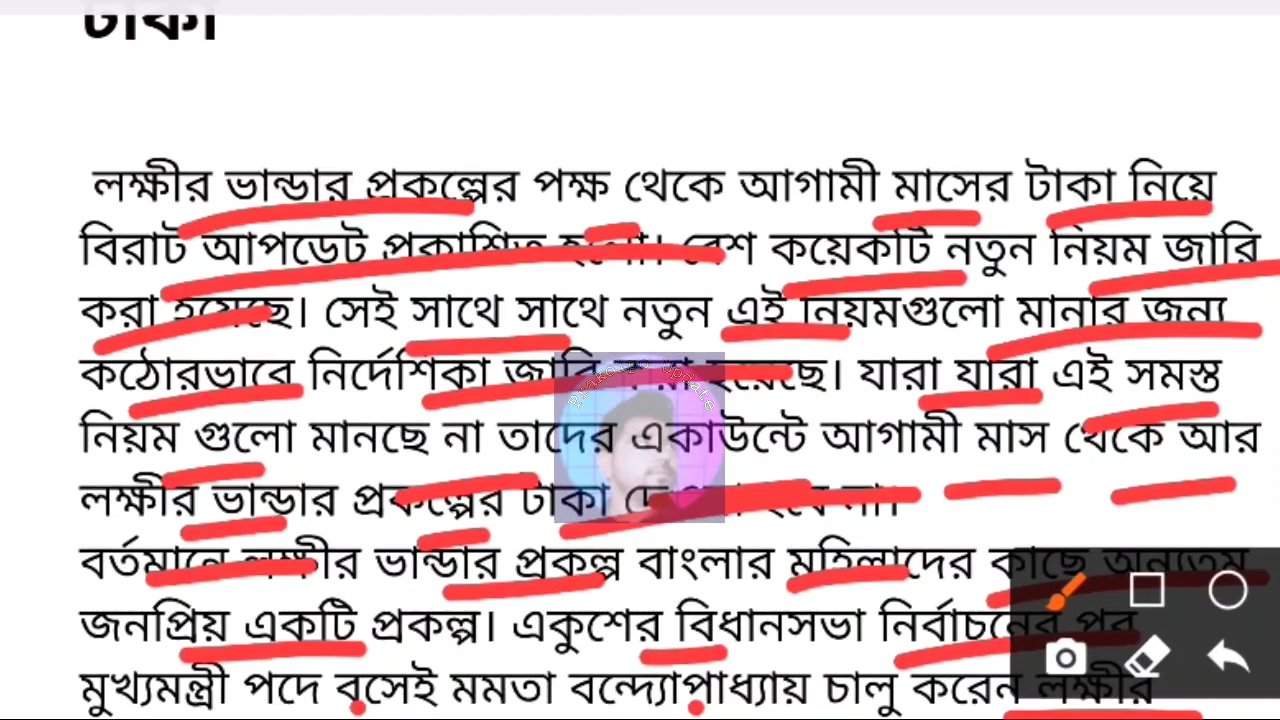 টাকা
লক্ষীর ভান্ডার প্রকল্পের পক্ষ থেকে আগামী মাসের টাকা নিয়ে
বিরাট আপডেট প্রকাশিত হলো। বেশ কয়েকটি নতুন নিয়ম জারি
করা হয়েছে। সেই সাথে সাথে নতুন এই নিয়মগুলো মানার জন্য
কঠোরভাবে নির্দেশিকা জারি করা হয়েছে। যারা যারা এই সমস্ত
নিয়ম গুলো মানছে না তাদের একাউন্টে আগামী মাস থেকে আর
লক্ষীর ভান্ডার প্রকল্পের টাকা দেওয়া হবে না।
বর্তমানে লক্ষীর ভান্ডার প্রকল্প বাংলার মহিলাদের কাছে অন্যতম
জনপ্রিয় একটি প্রকল্প। একুশের বিধানসভা নির্বাচনের পর
মুখ্যমন্ত্রী পদে বসেই মমতা বন্দ্যোপাধ্যায় চালু করেন লক্ষীর